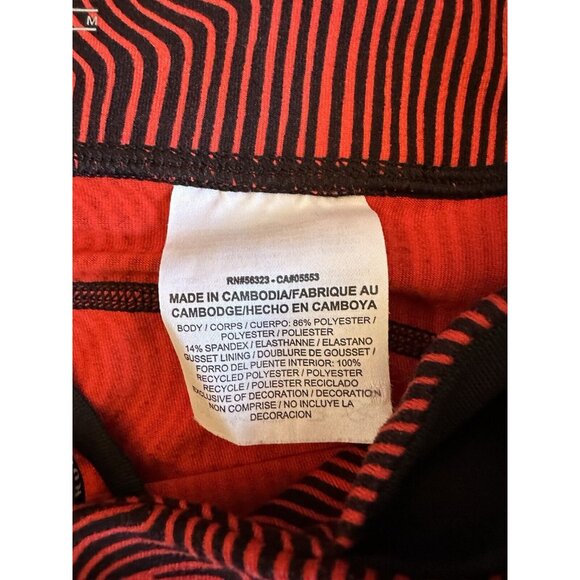 M
RN#56323 - CA#05553
MADE IN CAMBODIA/FABRIQUE AU
CAMBODGE/HECHO EN CAMBOYA
BODY / CORPS / CUERPO: 86% POLYESTER /
POLYESTER / POLIESTER
14% SPANDEX / ELASTHANNE / ELASTANO
GUSSET LINING / DOUBLURE DE GOUSSET /
FORRO DEL PUENTE INTERIOR: 100%
RECYCLED POLYESTER / POLYESTER
RECYCLE / POLIESTER RECICLADO
EXCLUSIVE OF DECORATION / DECORATION
NON COMPRISE / NO INCLUYE LA
DECORACION